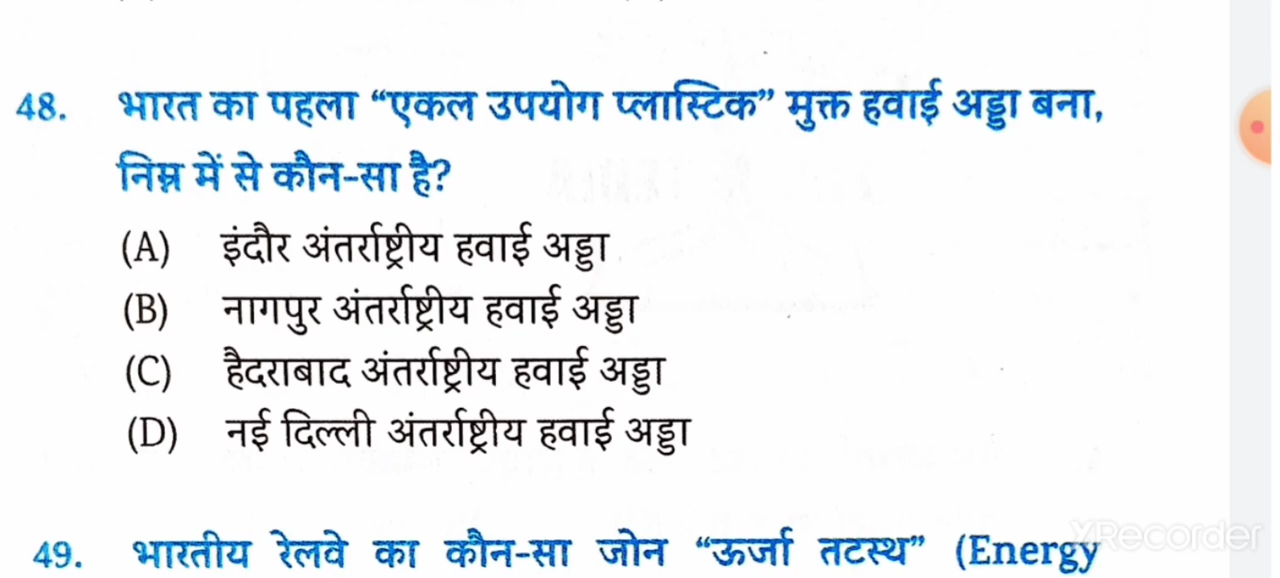 48. भारत का पहला “एकल उपयोग प्लास्टिक” मुक्त हवाई अड्डा बना,
निम्न में से कौन-सा है?
(A) इंदौर अंतर्राष्ट्रीय हवाई अड्डा
(B) नागपुर अंतर्राष्ट्रीय हवाई अड्डा
(C) हैदराबाद अंतर्राष्ट्रीय हवाई अड्डा
(D) नई दिल्ली अंतर्राष्ट्रीय हवाई अड्डा
49. भारतीय रेलवे का कौन-सा जोन “ऊर्जा तटस्थ” (Energy
XRecorder